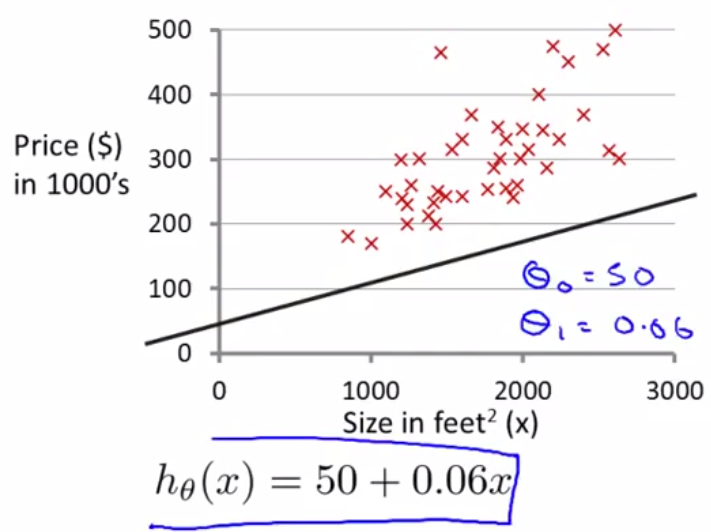 500
400
Price ($)
in 1000's
300
200
100
0
0 1000 2000 3000
Size in feet² (x)
Θ₀ = 50
Θ₁ = 0.06
hθ(x) = 50 + 0.06x